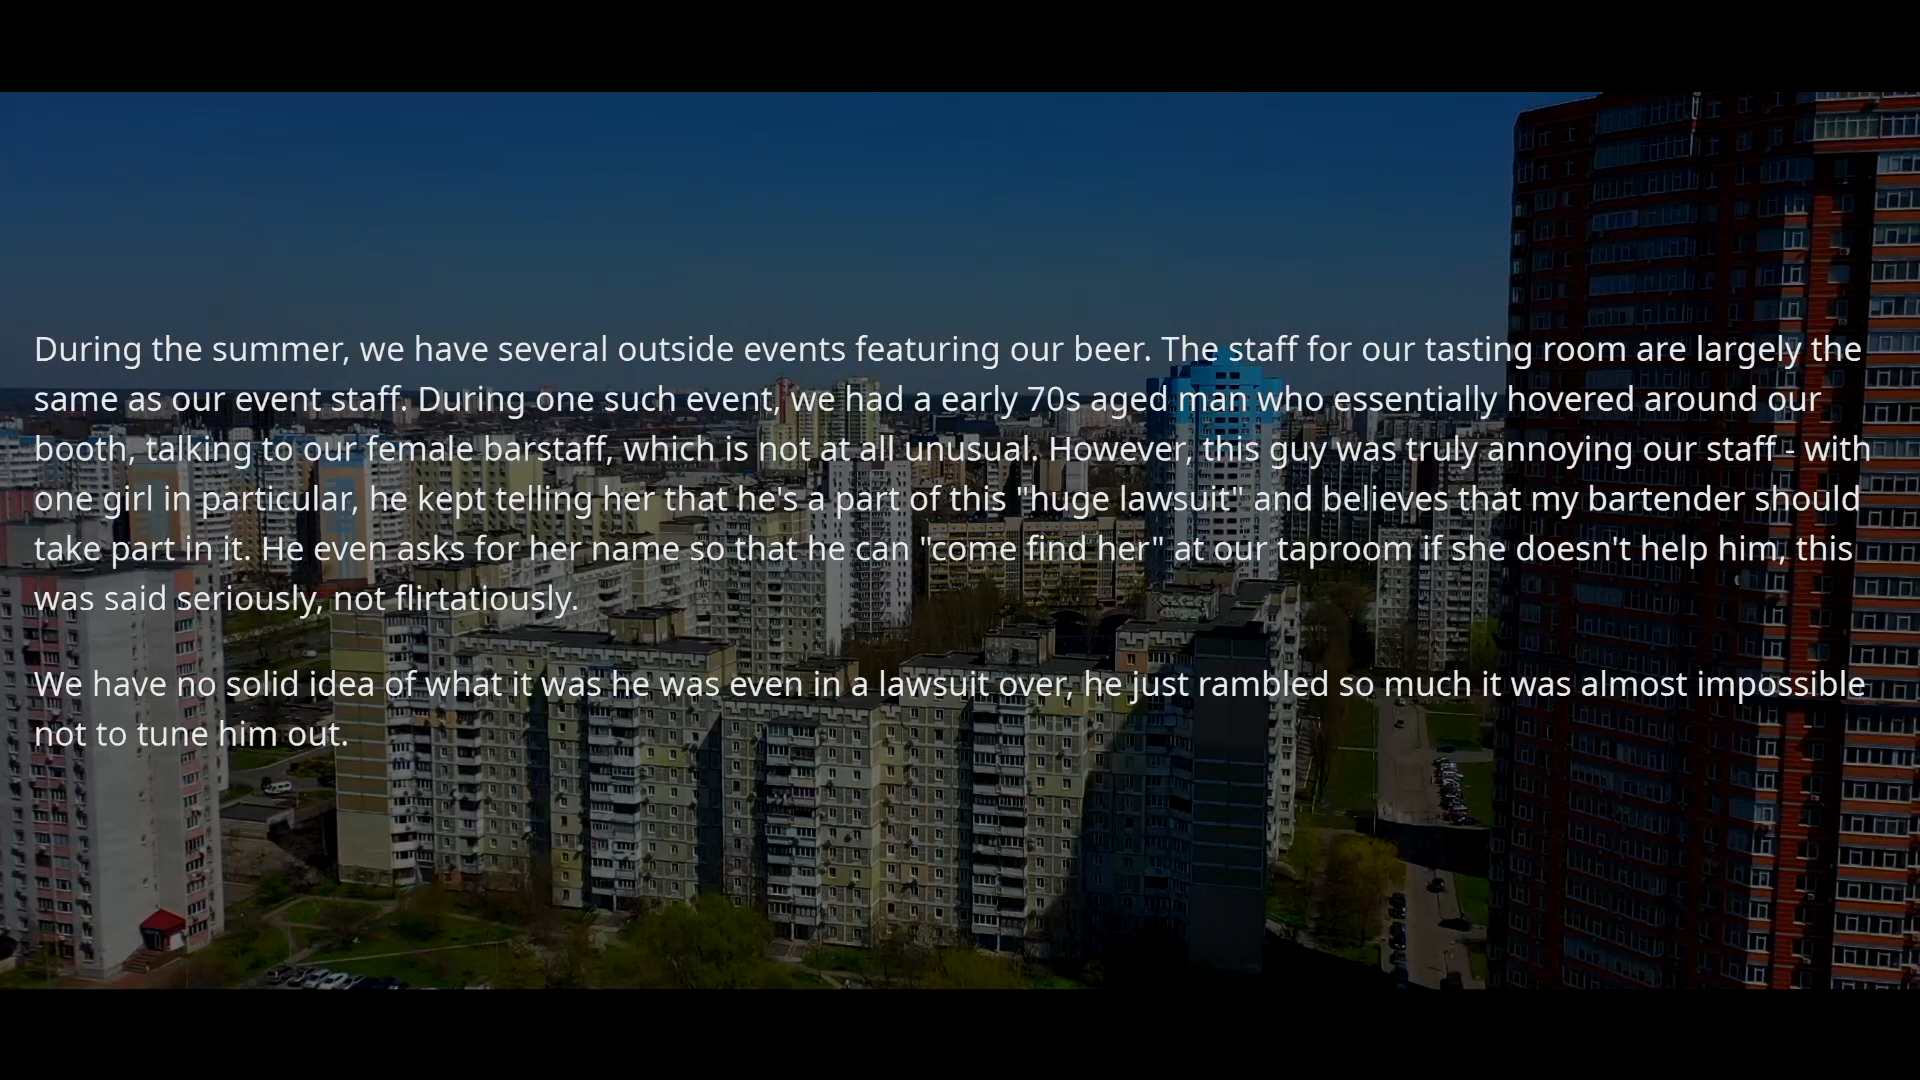 During the summer, we have several outside events featuring our beer. The staff for our tasting room are largely the
same as our event staff. During one such event, we had a early 70s aged man who essentially hovered around our
booth, talking to our female barstaff, which is not at all unusual. However, this guy was truly annoying our staff - with
one girl in particular, he kept telling her that he's a part of this "huge lawsuit" and believes that my bartender should
take part in it. He even asks for her name so that he can "come find her" at our taproom if she doesn't help him, this
was said seriously, not flirtatiously.
We have no solid idea of what it was he was even in a lawsuit over, he just rambled so much it was almost impossible
not to tune him out.